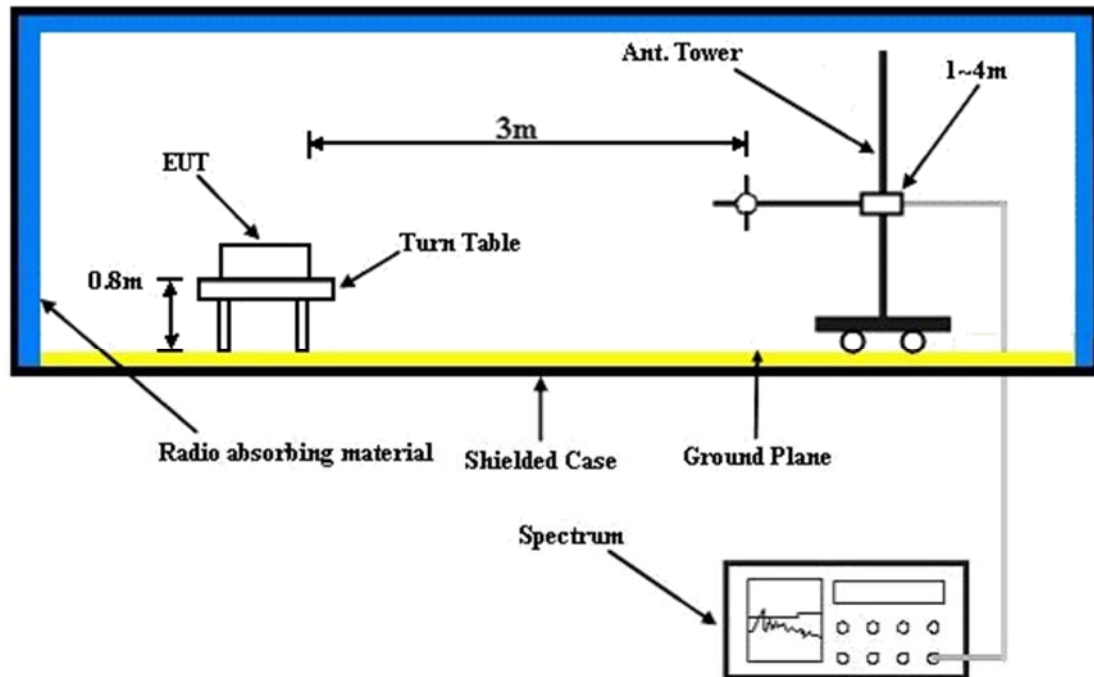 Ant. Tower
1~4m
3m
EUT
Turn Table
0.8m
Radio absorbing material
Shielded Case
Ground Plane
Spectrum